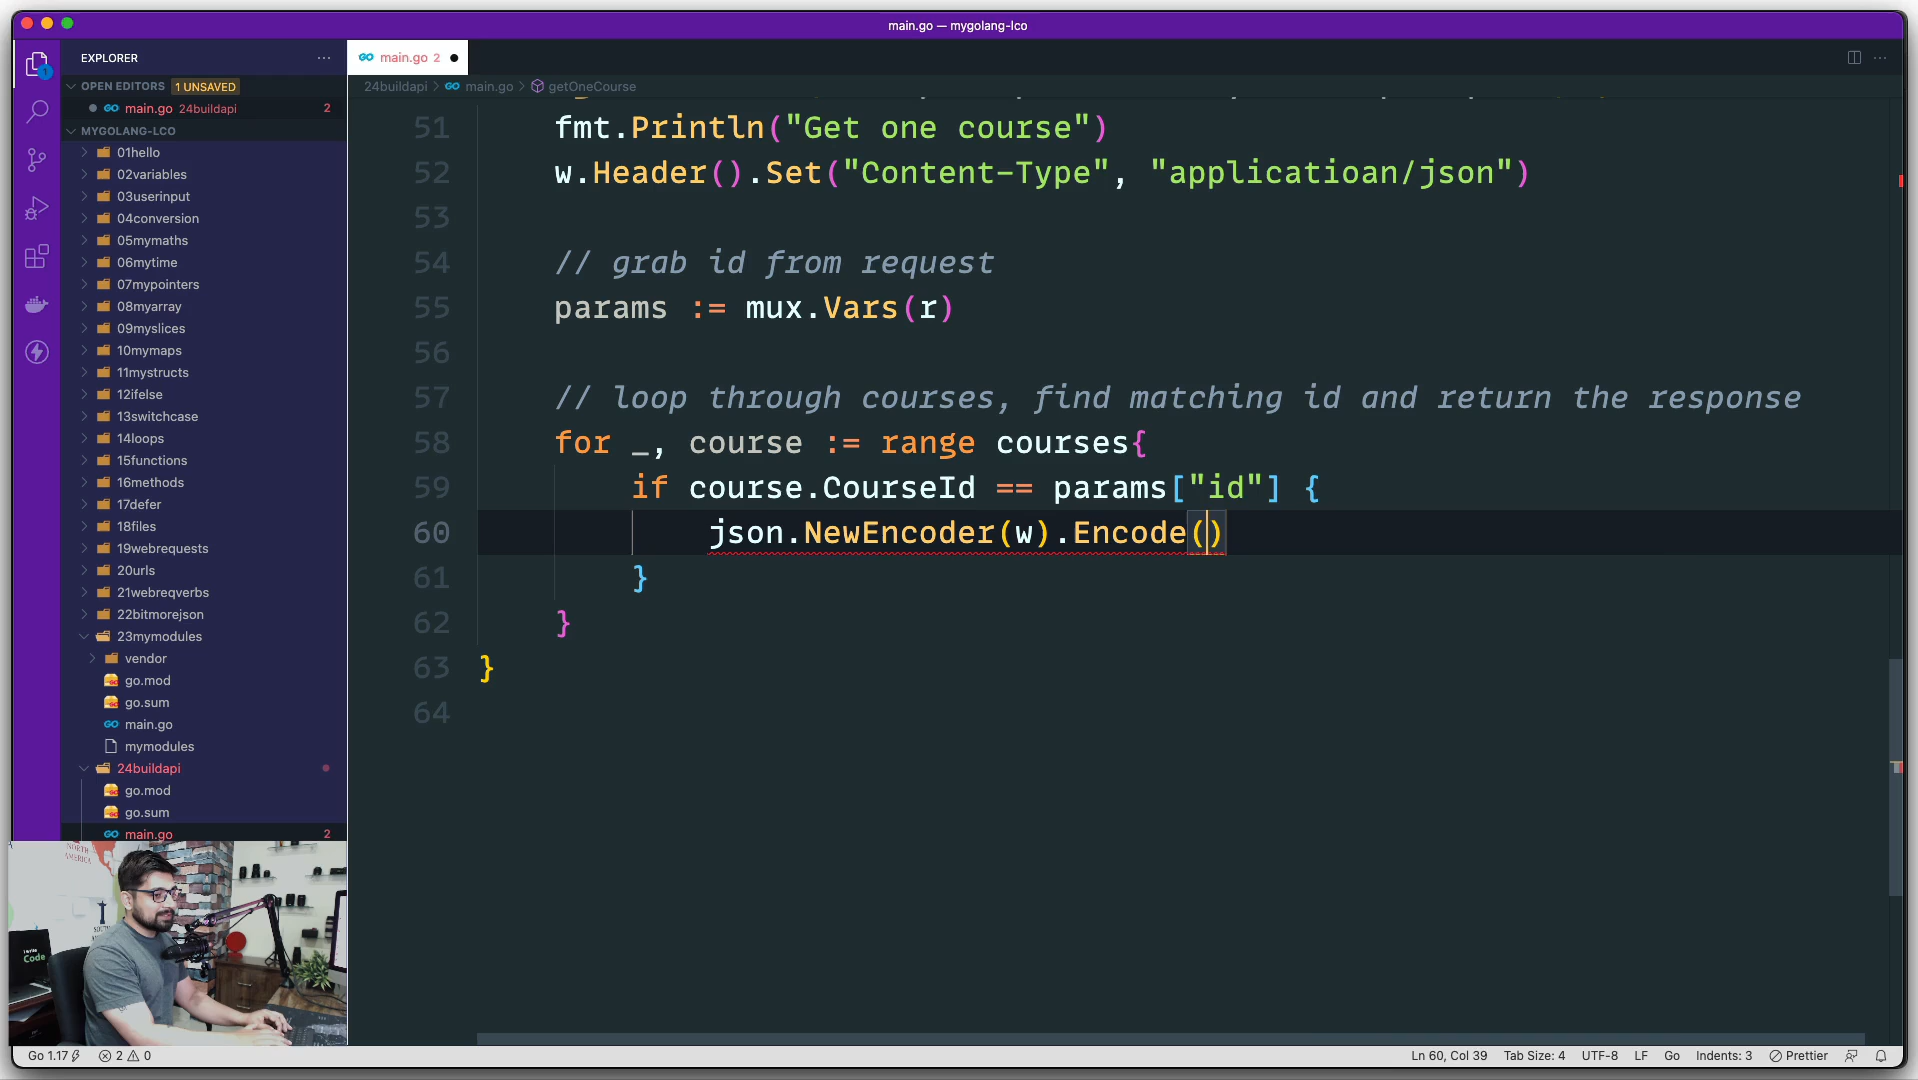 main.go — mygolang-lco
EXPLORER
main.go 2
OPEN EDITORS 1 UNSAVED
main.go 24buildapi 2
MYGOLANG-LCO
01hello
02variables
03userinput
04conversion
05mymaths
06mytime
07mypointers
08myarray
09myslices
10mymaps
11mystructs
12ifelse
13switchcase
14loops
15functions
16methods
17defer
18files
19webrequests
20urls
21webreqverbs
22bitmorejson
23mymodules
vendor
go.mod
go.sum
main.go
mymodules
24buildapi
go.mod
go.sum
main.go 2
24buildapi > main.go > getOneCourse
51 fmt.Println("Get one course")
52 w.Header().Set("Content-Type", "applicatioan/json")
53
54 // grab id from request
55 params := mux.Vars(r)
56
57 // loop through courses, find matching id and return the response
58 for _, course := range courses{
59 if course.CourseId == params["id"] {
60 json.NewEncoder(w).Encode()
61 }
62 }
63 }
64
NORTH
AMERICA
Code
Go 1.17 2 0 Ln 60, Col 39 Tab Size: 4 UTF-8 LF Go Indents: 3 Prettier